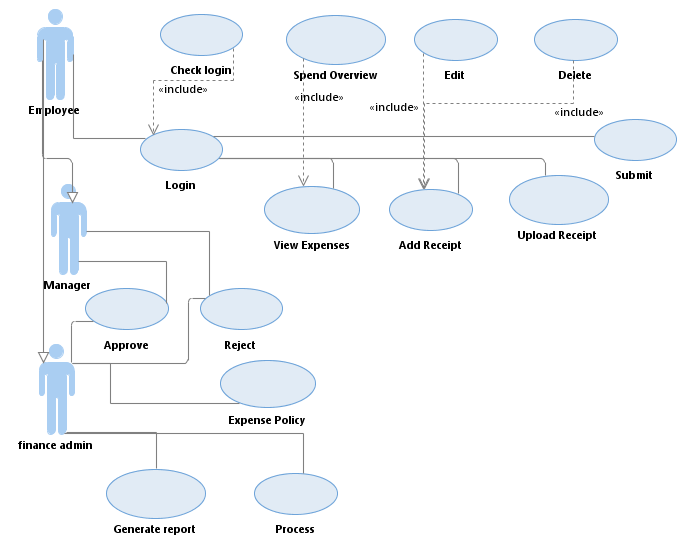 Check login
Spend Overview
Edit
Delete
«include»
«include»
«include»
«include»
Employee
Login
Submit
View Expenses
Add Receipt
Upload Receipt
Manager
Approve
Reject
Expense Policy
finance admin
Generate report
Process